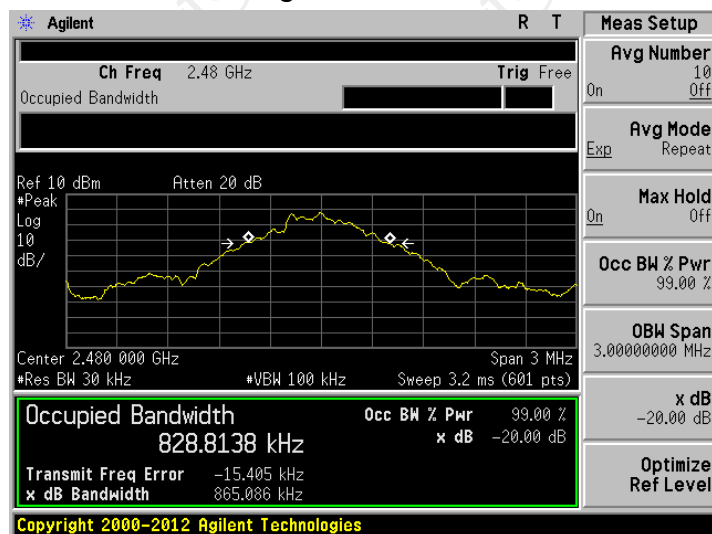 Agilent R T
Ch Freq 2.48 GHz Trig Free
Occupied Bandwidth
Ref 10 dBm Atten 20 dB
#Peak
Log
10
dB/
Center 2.480 000 GHz Span 3 MHz
#Res BW 30 kHz #VBW 100 kHz Sweep 3.2 ms (601 pts)
Occupied Bandwidth Occ BW % Pwr 99.00 %
828.8138 kHz x dB -20.00 dB
Transmit Freq Error -15.405 kHz
x dB Bandwidth 865.086 kHz
Copyright 2000-2012 Agilent Technologies
Meas Setup
Avg Number
10
On Off
Avg Mode
Exp Repeat
Max Hold
On Off
Occ BW % Pwr
99.00 %
OBW Span
3.00000000 MHz
x dB
-20.00 dB
Optimize
Ref Level